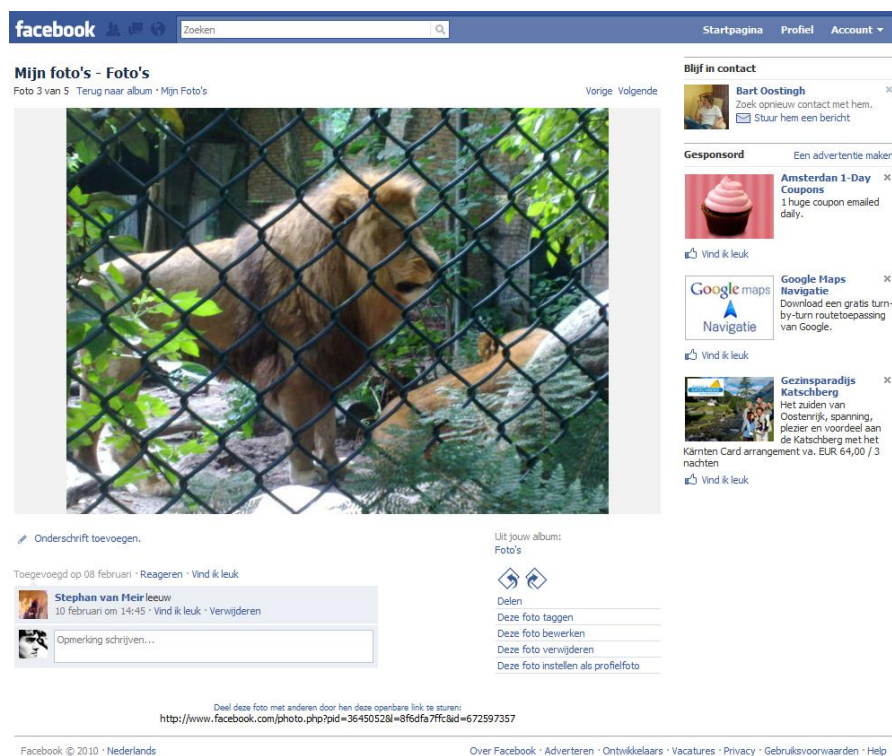 facebook
Zoeken
Startpagina Profiel Account
Mijn foto's - Foto's
Foto 3 van 5 Terug naar album · Mijn Foto's
Vorige Volgende
Onderschrift toevoegen.
Toegevoegd op 08 februari · Reageren · Vind ik leuk
Stephan van Meir leeuw
10 februari om 14:45 · Vind ik leuk · Verwijderen
Opmerking schrijven...
Uit jouw album:
Foto's
Delen
Deze foto taggen
Deze foto bewerken
Deze foto verwijderen
Deze foto instellen als profielfoto
Deel deze foto met anderen door hen deze openbare link te sturen:
http://www.facebook.com/photo.php?pid=3645052&l=8f6dfa7ffc&id=672597357
Blijf in contact
Bart Oostingh
Zoek opnieuw contact met hem.
Stuur hem een bericht
Gesponsord Een advertentie maken
Amsterdan 1-Day
Coupons
1 huge coupon emailed
daily.
Vind ik leuk
Google maps
Navigatie
Google Maps
Navigatie
Download een gratis turn-
by-turn routetoepassing
van Google.
Vind ik leuk
Gezinsparadijs
Katschberg
Het zuiden van
Oostenrijk, spanning,
plezier en voordeel aan
de Katschberg met het
Kärnten Card arrangement va. EUR 64,00 / 3
nachten
Vind ik leuk
Facebook © 2010 · Nederlands
Over Facebook · Adverteren · Ontwikkelaars · Vacatures · Privacy · Gebruiksvoorwaarden · Help